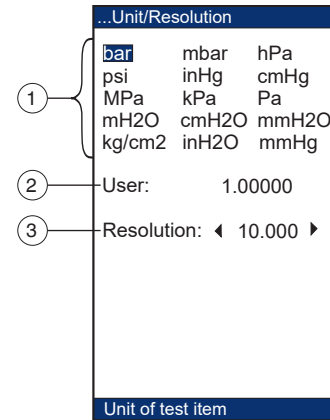 ...Unit/Resolution
bar mbar hPa
psi inHg cmHg
MPa kPa Pa
mH2O cmH2O mmH2O
kg/cm2 inH2O mmHg
User: 1.00000
Resolution: 10.000
Unit of test item
1
2
3